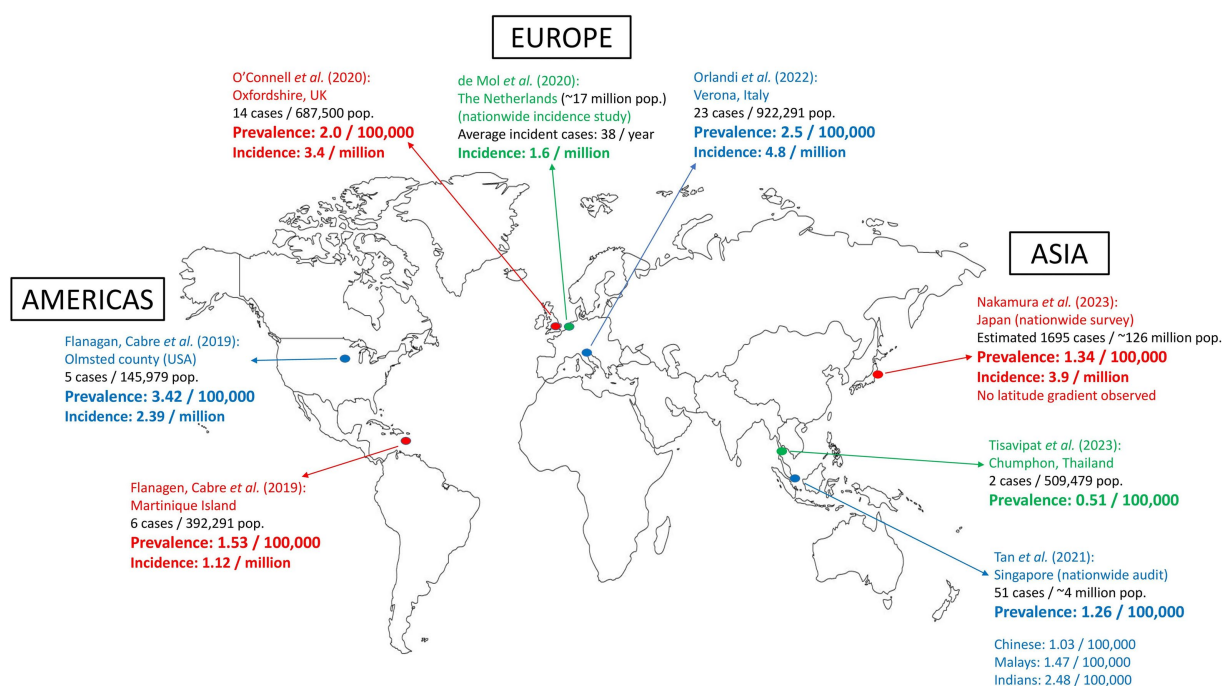 EUROPE
O'Connell et al. (2020):
Oxfordshire, UK
14 cases / 687,500 pop.
Prevalence: 2.0 / 100,000
Incidence: 3.4 / million
de Mol et al. (2020):
The Netherlands (~17 million pop.)
(nationwide incidence study)
Average incident cases: 38 / year
Incidence: 1.6 / million
Orlandi et al. (2022):
Verona, Italy
23 cases / 922,291 pop.
Prevalence: 2.5 / 100,000
Incidence: 4.8 / million
AMERICAS
Flanagan, Cabre et al. (2019):
Olmsted county (USA)
5 cases / 145,979 pop.
Prevalence: 3.42 / 100,000
Incidence: 2.39 / million
Flanagen, Cabre et al. (2019):
Martinique Island
6 cases / 392,291 pop.
Prevalence: 1.53 / 100,000
Incidence: 1.12 / million
ASIA
Nakamura et al. (2023):
Japan (nationwide survey)
Estimated 1695 cases / ~126 million pop.
Prevalence: 1.34 / 100,000
Incidence: 3.9 / million
No latitude gradient observed
Tisavipat et al. (2023):
Chumphon, Thailand
2 cases / 509,479 pop.
Prevalence: 0.51 / 100,000
Tan et al. (2021):
Singapore (nationwide audit)
51 cases / ~4 million pop.
Prevalence: 1.26 / 100,000
Chinese: 1.03 / 100,000
Malays: 1.47 / 100,000
Indians: 2.48 / 100,000